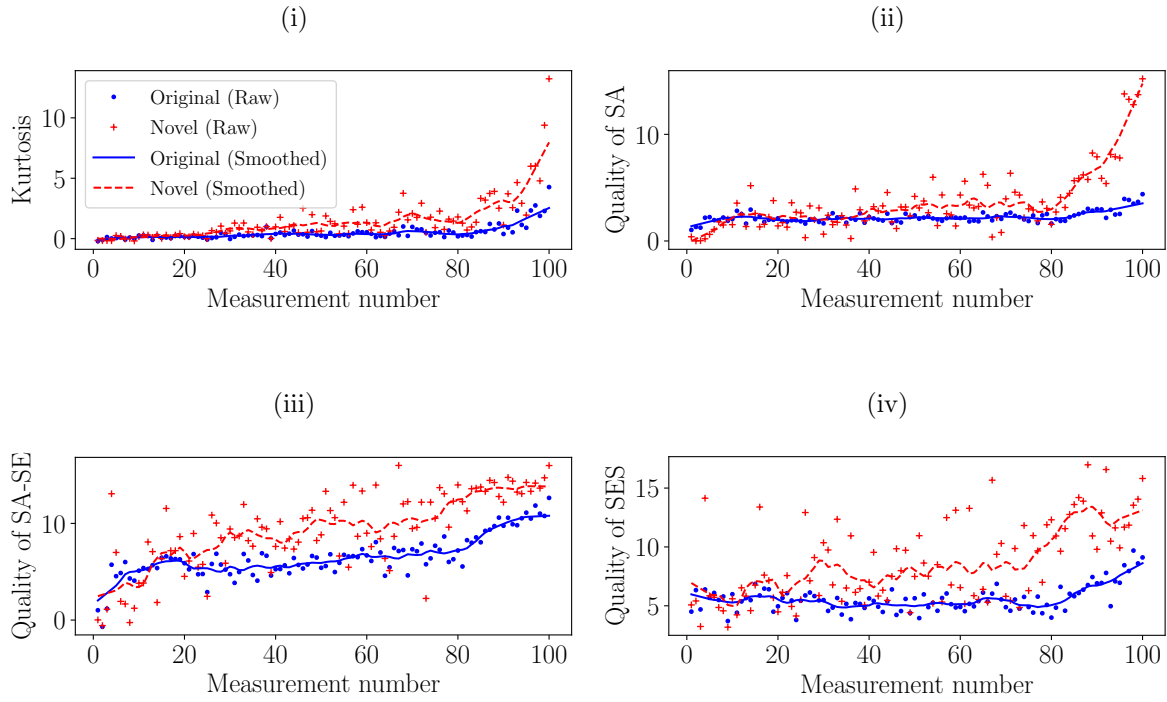 (i)
Kurtosis
10
5
0
Original (Raw)
Novel (Raw)
Original (Smoothed)
Novel (Smoothed)
0 20 40 60 80 100
Measurement number
(ii)
Quality of SA
10
0
0 20 40 60 80 100
Measurement number
(iii)
Quality of SA-SE
10
0
0 20 40 60 80 100
Measurement number
(iv)
Quality of SES
15
10
5
0 20 40 60 80 100
Measurement number